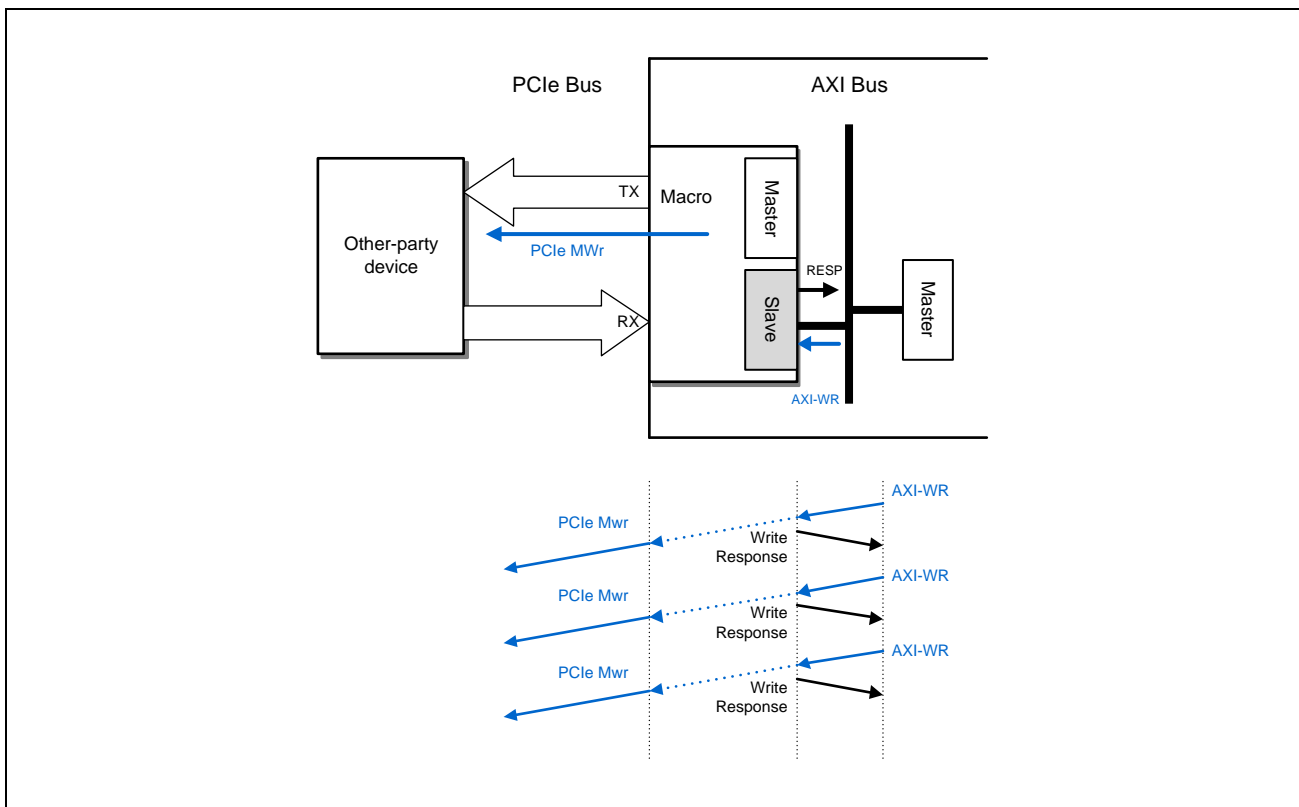 PCIe Bus
AXI Bus
TX
Macro
Master
PCIe MWr
Other-party
device
RESP
Master
RX
Slave
AXI-WR
AXI-WR
PCIe Mwr
Write
Response
AXI-WR
PCIe Mwr
Write
Response
AXI-WR
PCIe Mwr
Write
Response